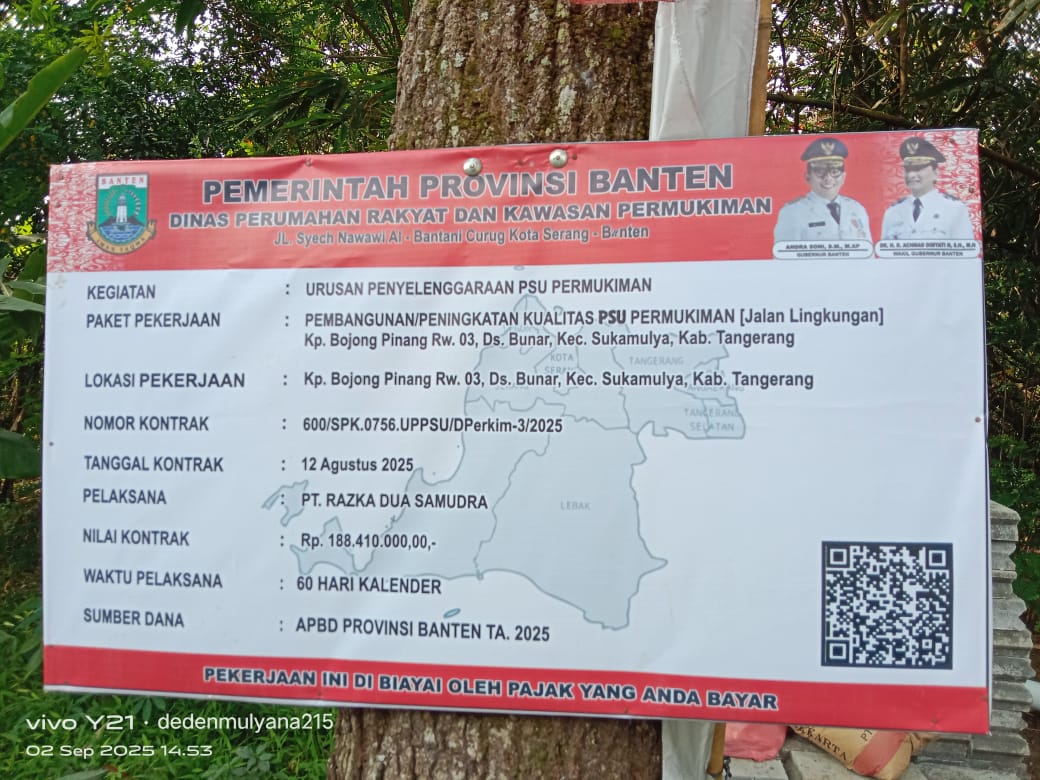 BANTEN
PEMERINTAH PROVINSI BANTEN
DINAS PERUMAHAN RAKYAT DAN KAWASAN PERMUKIMAN
JL. Syech Nawawi Al - Bantani Curug Kota Serang - Banten
ANDRA SONI, S.M., M.AP
GUBERNUR BANTEN
WAKIL GUBERNUR BANTEN
KEGIATAN : URUSAN PENYELENGGARAAN PSU PERMUKIMAN
PAKET PEKERJAAN : PEMBANGUNAN/PENINGKATAN KUALITAS PSU PERMUKIMAN [Jalan Lingkungan]
Kp. Bojong Pinang Rw. 03, Ds. Bunar, Kec. Sukamulya, Kab. Tangerang
LOKASI PEKERJAAN : Kp. Bojong Pinang Rw. 03, Ds. Bunar, Kec. Sukamulya, Kab. Tangerang
NOMOR KONTRAK : 600/SPK.0756.UPPSU/DPerkim-3/2025
TANGGAL KONTRAK : 12 Agustus 2025
PELAKSANA : PT. RAZKA DUA SAMUDRA
NILAI KONTRAK : Rp. 188.410.000,00,-
WAKTU PELAKSANA : 60 HARI KALENDER
SUMBER DANA : APBD PROVINSI BANTEN TA. 2025
KOTA
SERANG
TANGERANG
TANGERANG
SELATAN
LEBAK
PEKERJAAN INI DI BIAYAI OLEH PAJAK YANG ANDA BAYAR
vivo Y21 · dedenmulyana215
02 Sep 2025 14.53